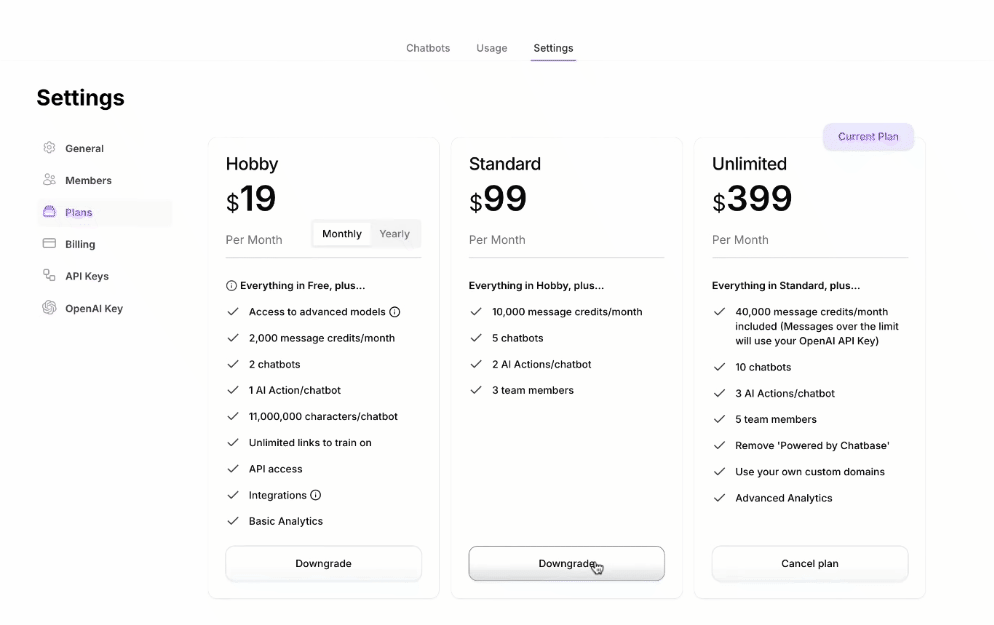 Chatbots Usage Settings
Settings
General
Members
Plans
Billing
API Keys
OpenAI Key
Hobby
$19
Per Month
Monthly Yearly
Everything in Free, plus...
Access to advanced models
2,000 message credits/month
2 chatbots
1 AI Action/chatbot
11,000,000 characters/chatbot
Unlimited links to train on
API access
Integrations
Basic Analytics
Downgrade
Standard
$99
Per Month
Everything in Hobby, plus...
10,000 message credits/month
5 chatbots
2 AI Actions/chatbot
3 team members
Downgrade
Current Plan
Unlimited
$399
Per Month
Everything in Standard, plus...
40,000 message credits/month
included (Messages over the limit
will use your OpenAI API Key)
10 chatbots
3 AI Actions/chatbot
5 team members
Remove 'Powered by Chatbase'
Use your own custom domains
Advanced Analytics
Cancel plan